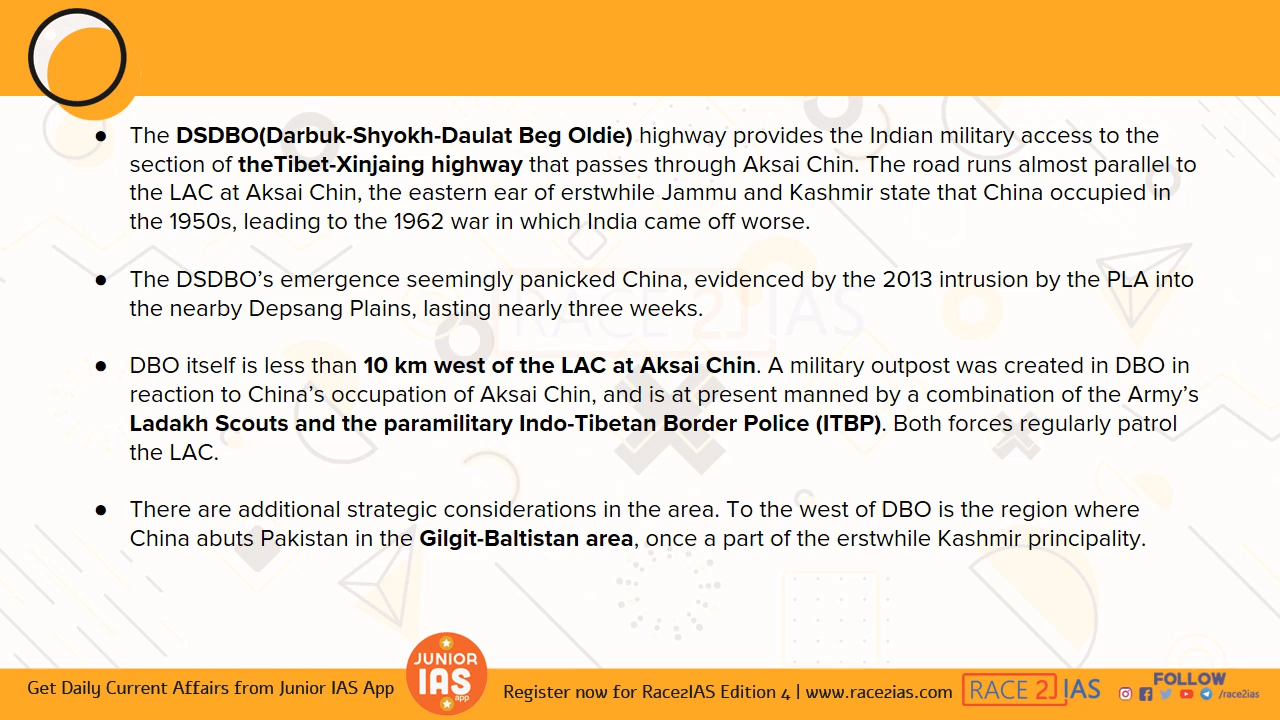 ● The DSDBO(Darbuk-Shyokh-Daulat Beg Oldie) highway provides the Indian military access to the
section of theTibet-Xinjaing highway that passes through Aksai Chin. The road runs almost parallel to
the LAC at Aksai Chin, the eastern ear of erstwhile Jammu and Kashmir state that China occupied in
the 1950s, leading to the 1962 war in which India came off worse.
● The DSDBO’s emergence seemingly panicked China, evidenced by the 2013 intrusion by the PLA into
the nearby Depsang Plains, lasting nearly three weeks.
RACE 2 IAS
● DBO itself is less than 10 km west of the LAC at Aksai Chin. A military outpost was created in DBO in
reaction to China’s occupation of Aksai Chin, and is at present manned by a combination of the Army’s
Ladakh Scouts and the paramilitary Indo-Tibetan Border Police (ITBP). Both forces regularly patrol
the LAC.
● There are additional strategic considerations in the area. To the west of DBO is the region where
China abuts Pakistan in the Gilgit-Baltistan area, once a part of the erstwhile Kashmir principality.
Get Daily Current Affairs from Junior IAS App
JUNIOR
IAS
app
Register now for Race2IAS Edition 4 | www.race2ias.com
RACE 2 IAS
FOLLOW
/race2ias